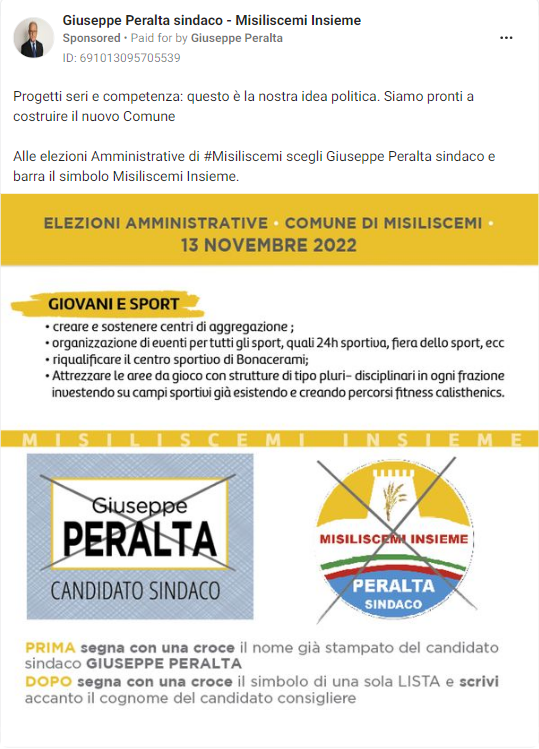 Giuseppe Peralta sindaco - Misiliscemi Insieme
Sponsored • Paid for by Giuseppe Peralta
ID: 691013095705539
Progetti seri e competenza: questo è la nostra idea politica. Siamo pronti a
costruire il nuovo Comune
Alle elezioni Amministrative di #Misiliscemi scegli Giuseppe Peralta sindaco e
barra il simbolo Misiliscemi Insieme.
ELEZIONI AMMINISTRATIVE • COMUNE DI MISILISCEMI •
13 NOVEMBRE 2022
GIOVANI E SPORT
• creare e sostenere centri di aggregazione ;
• organizzazione di eventi per tutti gli sport, quali 24h sportiva, fiera dello sport, ecc
• riqualificare il centro sportivo di Bonacerami;
• Attrezzare le aree da gioco con strutture di tipo pluri– disciplinari in ogni frazione
investendo su campi sportivi già esistendo e creando percorsi fitness calisthenics.
MISILISCEMI INSIEME
Giuseppe
PERALTA
CANDIDATO SINDACO
MISILISCEMI INSIEME
PERALTA
SINDACO
PRIMA segna con una croce il nome già stampato del candidato
sindaco GIUSEPPE PERALTA
DOPO segna con una croce il simbolo di una sola LISTA e scrivi
accanto il cognome del candidato consigliere